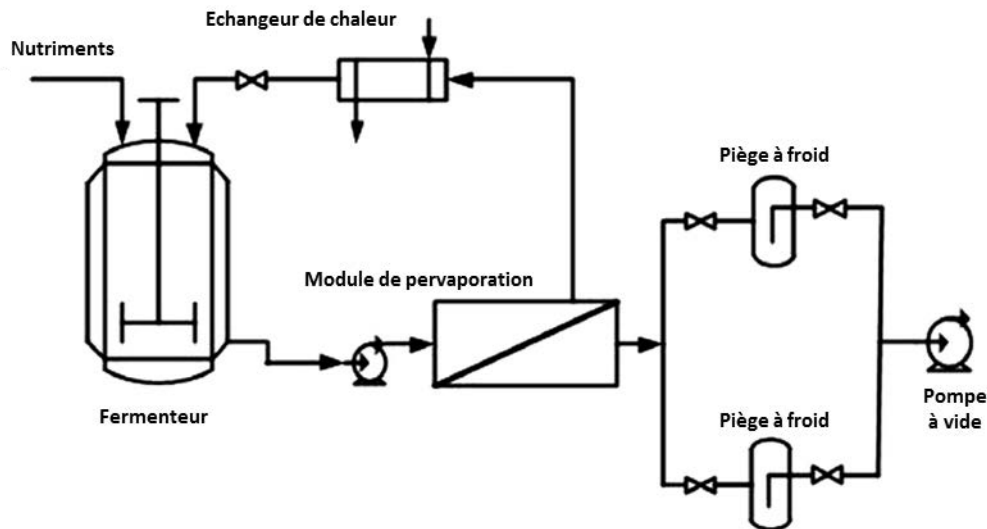 Echangeur de chaleur
Nutriments
Piège à froid
Module de pervaporation
Fermenteur
Piège à froid
Pompe
à vide